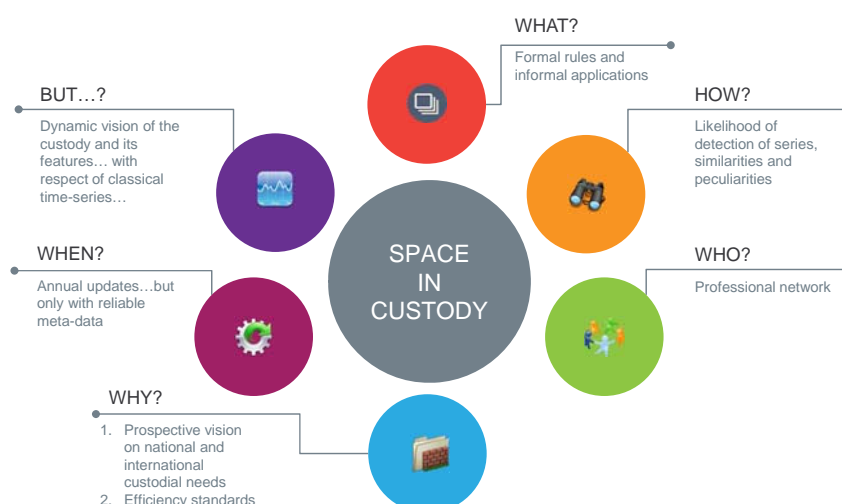 WHAT?
Formal rules and
informal applications
BUT…?
Dynamic vision of the
custody and its
features… with
respect of classical
time-series…
HOW?
Likelihood of
detection of series,
similarities and
peculiarities
SPACE
IN
CUSTODY
WHEN?
Annual updates…but
only with reliable
meta-data
WHO?
Professional network
WHY?
1. Prospective vision
on national and
international
custodial needs
2. Efficiency standards